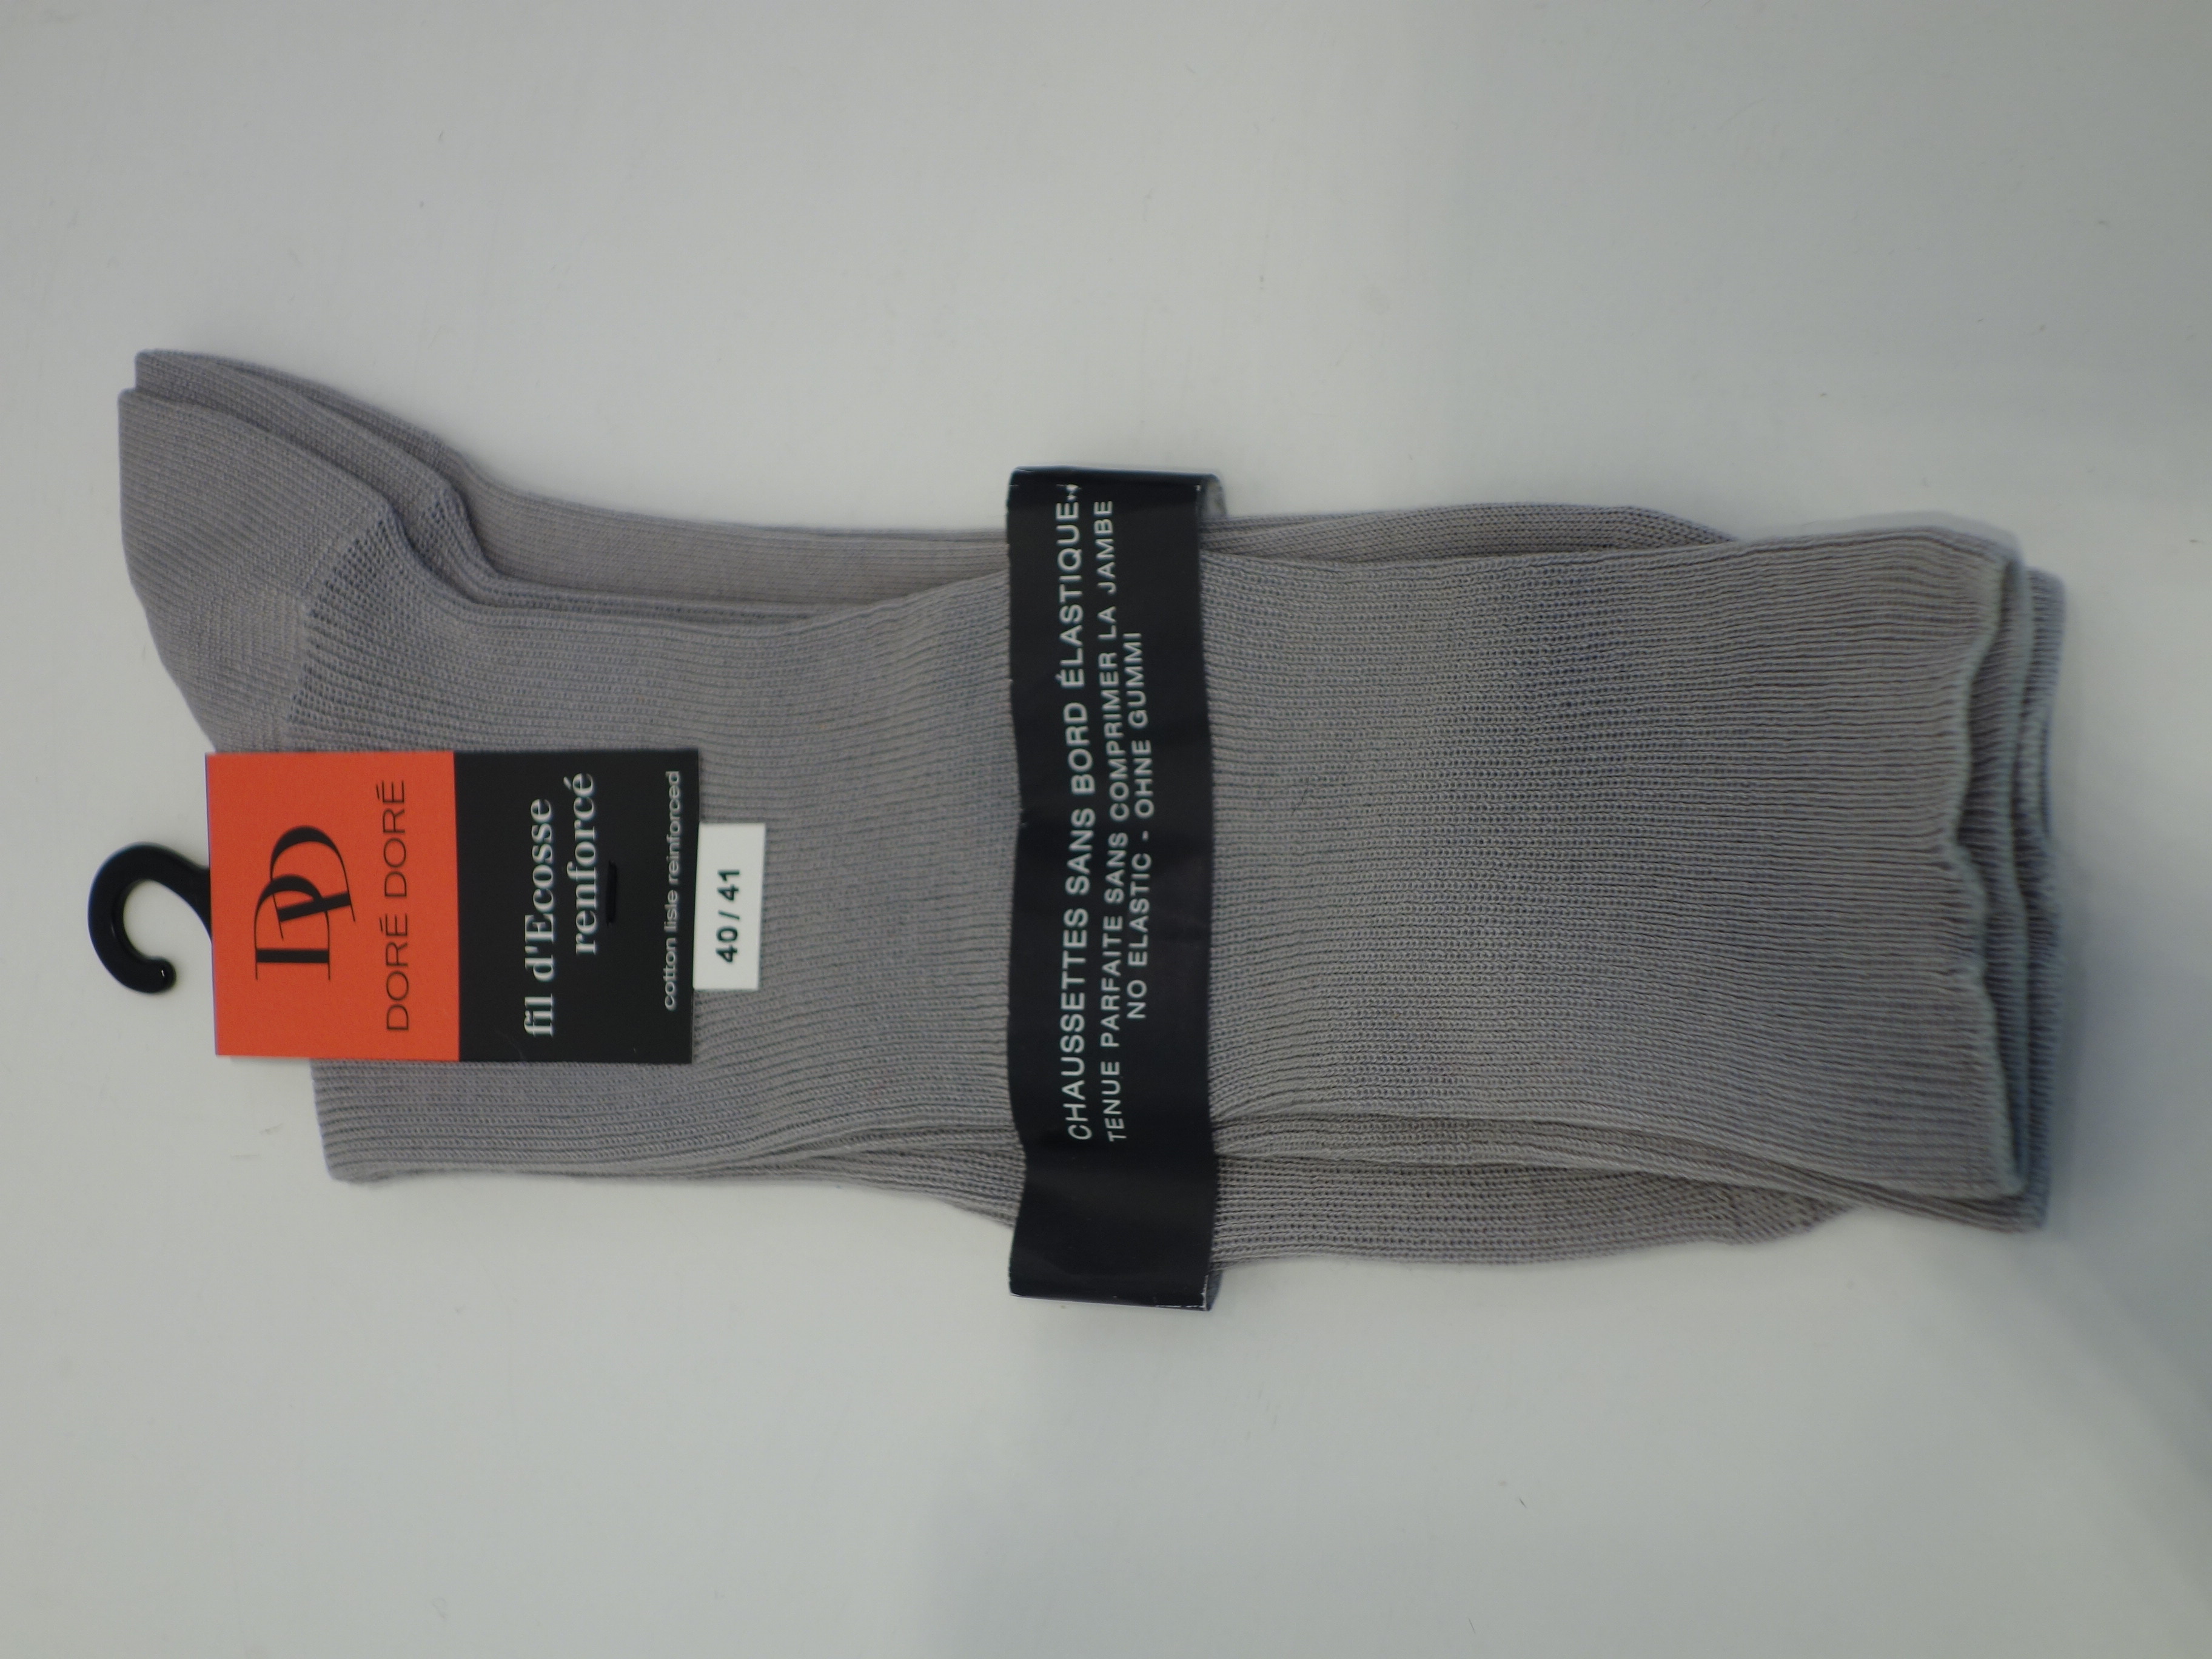 DD
DORÉ DORÉ
fil d'Ecosse
renforcé
cotton lisle reinforced
40/41
CHAUSSETTES SANS BORD ÉLASTIQUE
TENUE PARFAITE SANS COMPRIMER LA JAMBE
NO ELASTIC - OHNE GUMMI